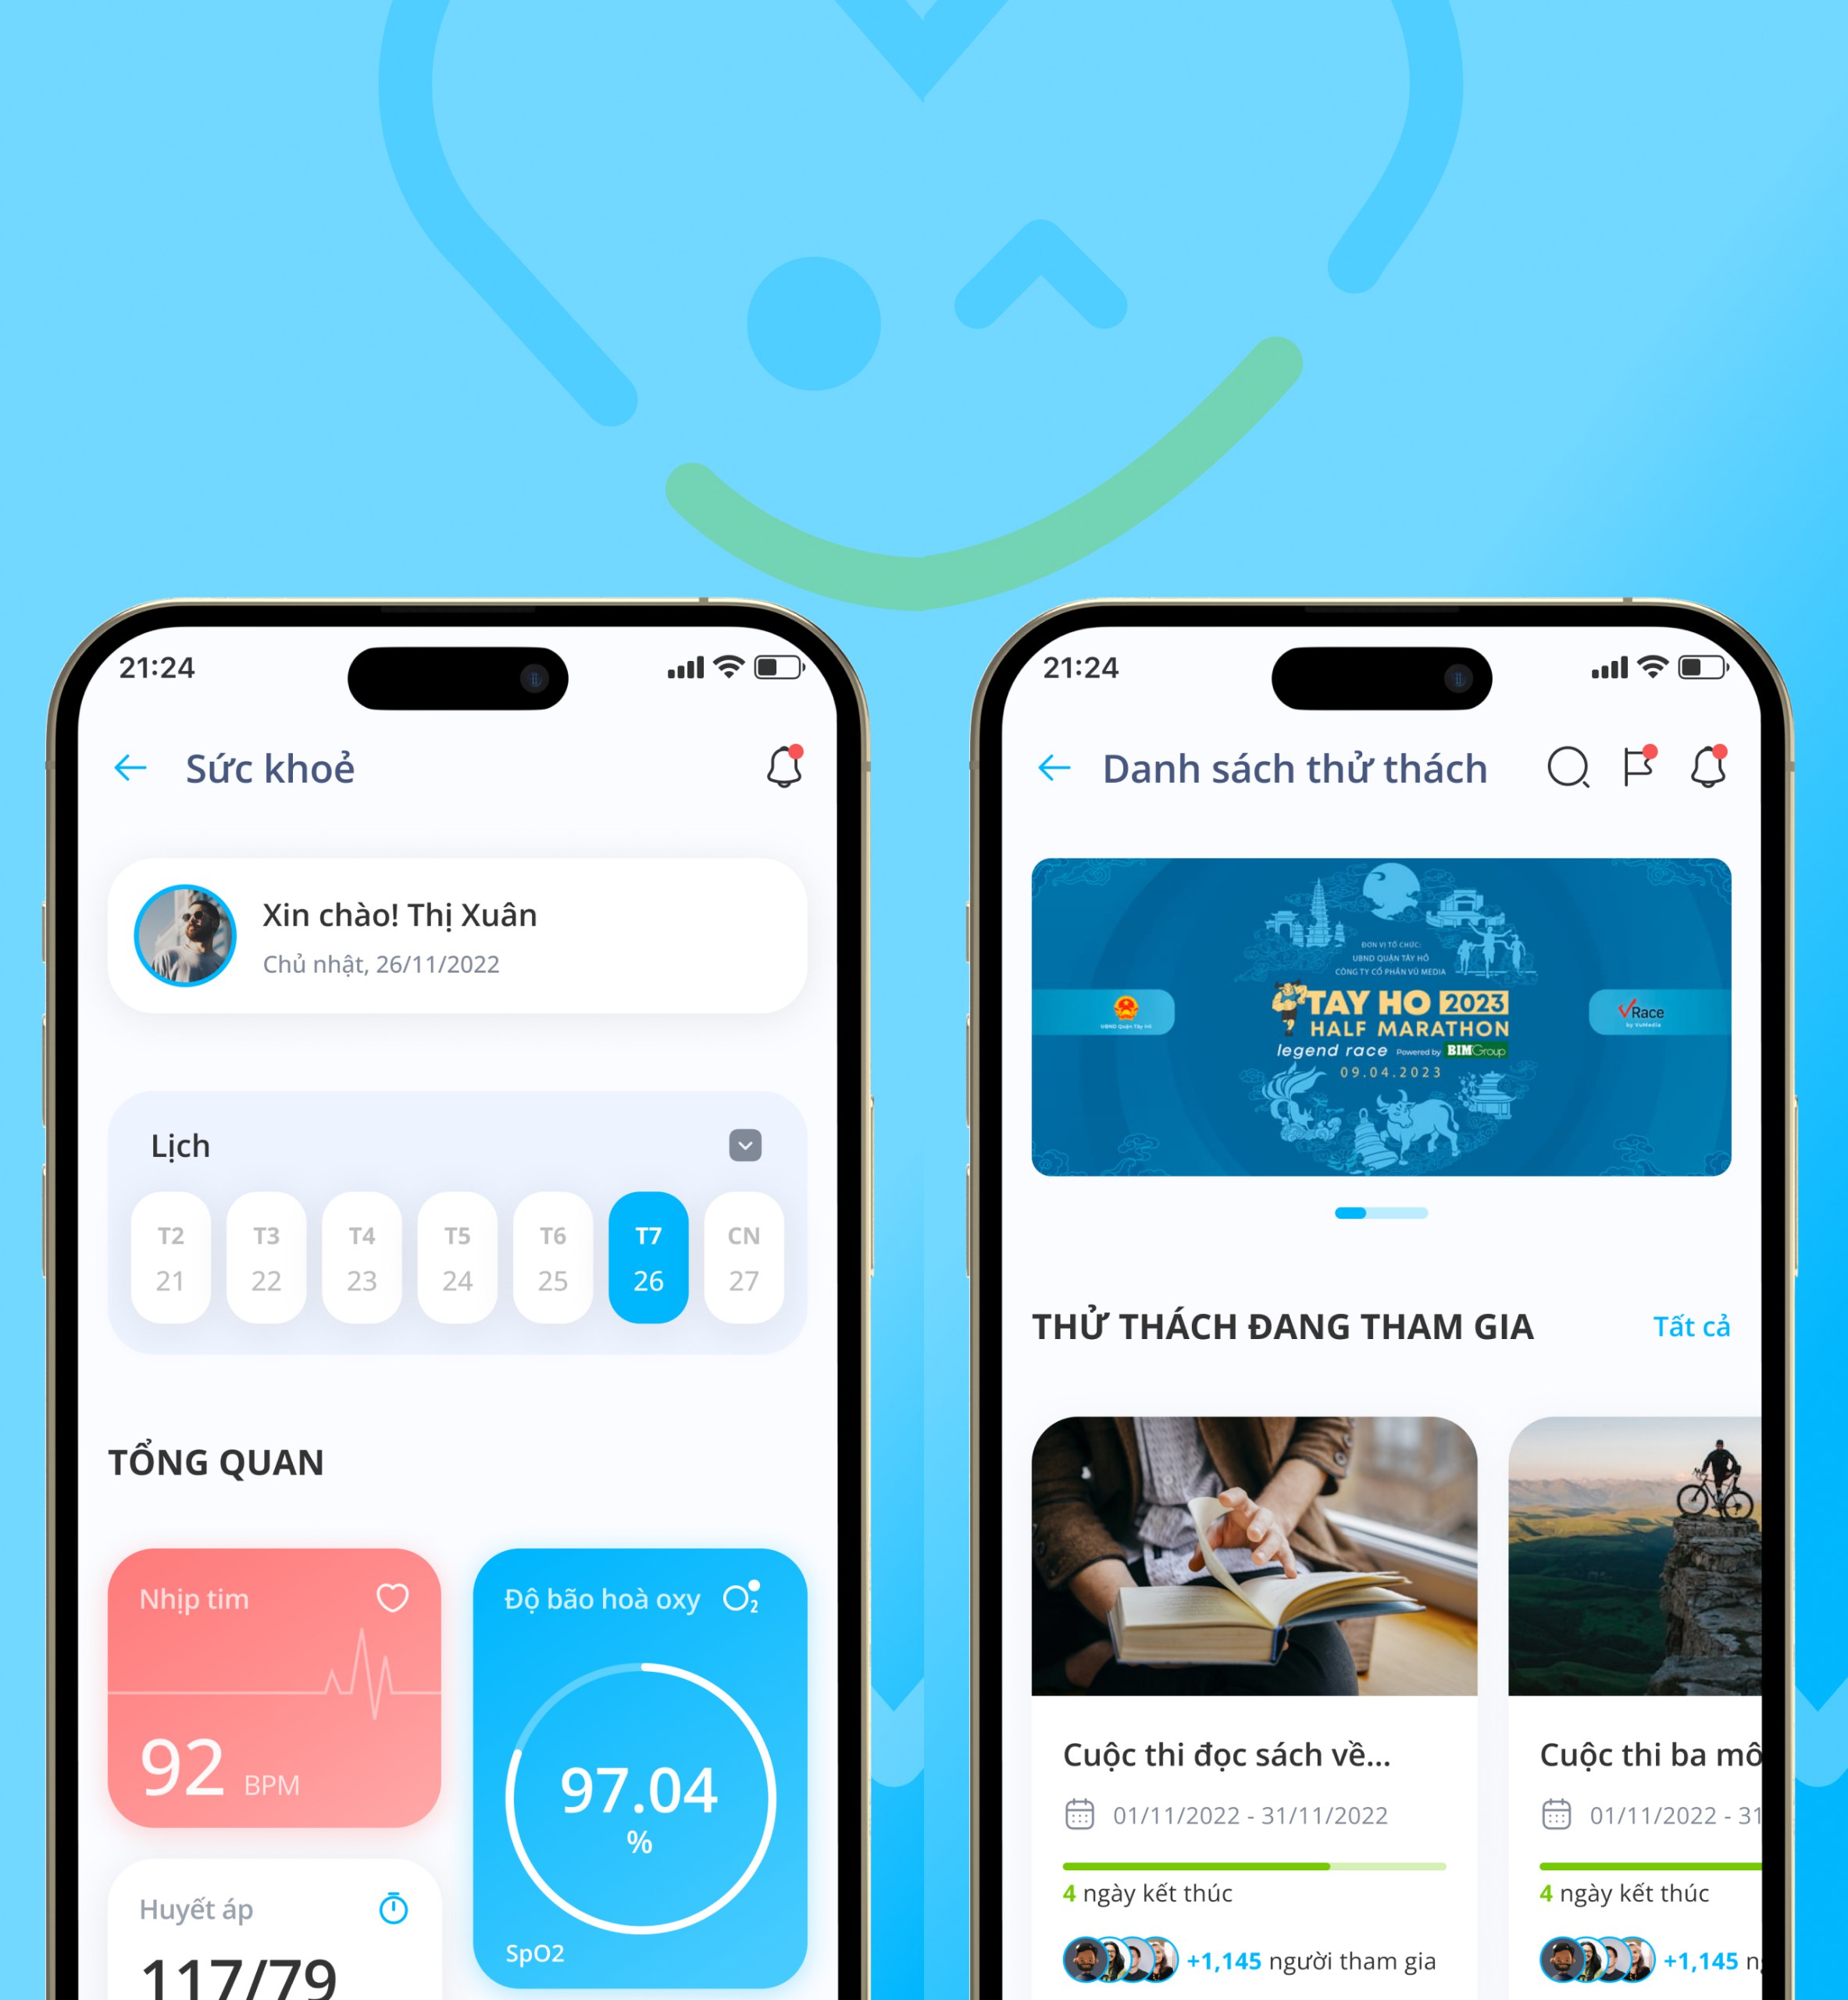 21:24
Sức khoẻ
Xin chào! Thị Xuân
Chủ nhật, 26/11/2022
Lịch
T2 T3 T4 T5 T6 T7 CN
21 22 23 24 25 26 27
TỔNG QUAN
Nhịp tim
92 BPM
Huyết áp
117/79
Độ bão hoà oxy O2
97.04
%
SpO2
21:24
Danh sách thử thách
ĐƠN VỊ TỔ CHỨC:
UBND QUẬN TÂY HỒ
CÔNG TY CỔ PHẦN VŨ MEDIA
UBND Quận Tây Hồ
TAY HO 2023
HALF MARATHON
legend race Powered by BIM Group
09.04.2023
VRace
by VuMedia
THỬ THÁCH ĐANG THAM GIA
Tất cả
Cuộc thi đọc sách về...
01/11/2022 - 31/11/2022
4 ngày kết thúc
+1,145 người tham gia
Cuộc thi ba mô
01/11/2022 - 31
4 ngày kết thúc
+1,145 n